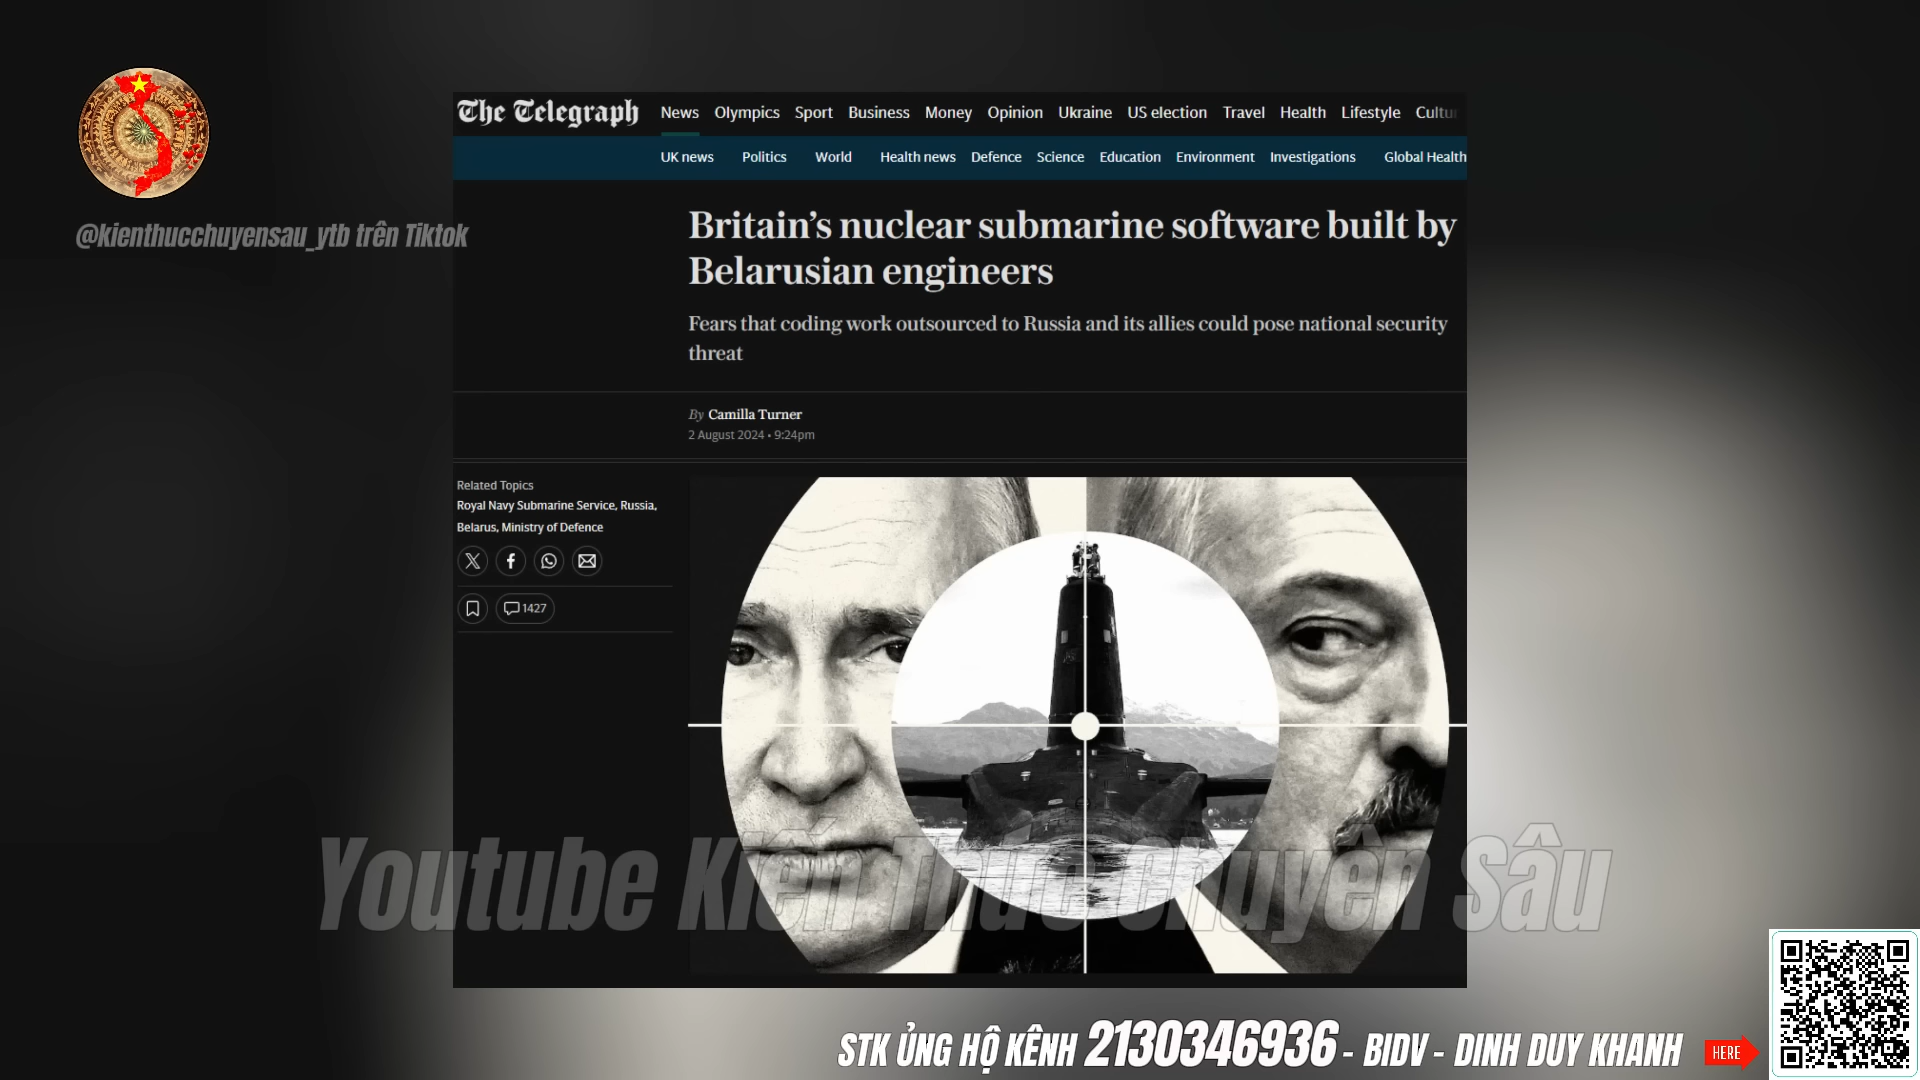 The Telegraph
News Olympics Sport Business Money Opinion Ukraine US election Travel Health Lifestyle Cultu
UK news Politics World Health news Defence Science Education Environment Investigations Global Health
@kienthucchuyensau_ytb trên Tiktok
Britain’s nuclear submarine software built by
Belarusian engineers
Fears that coding work outsourced to Russia and its allies could pose national security
threat
By Camilla Turner
2 August 2024 • 9:24pm
Related Topics
Royal Navy Submarine Service, Russia,
Belarus, Ministry of Defence
1427
Youtube Kiến Thức Chuyên Sâu
STK ỦNG HỘ KÊNH 2130346936 - BIDV - DINH DUY KHANH
HERE